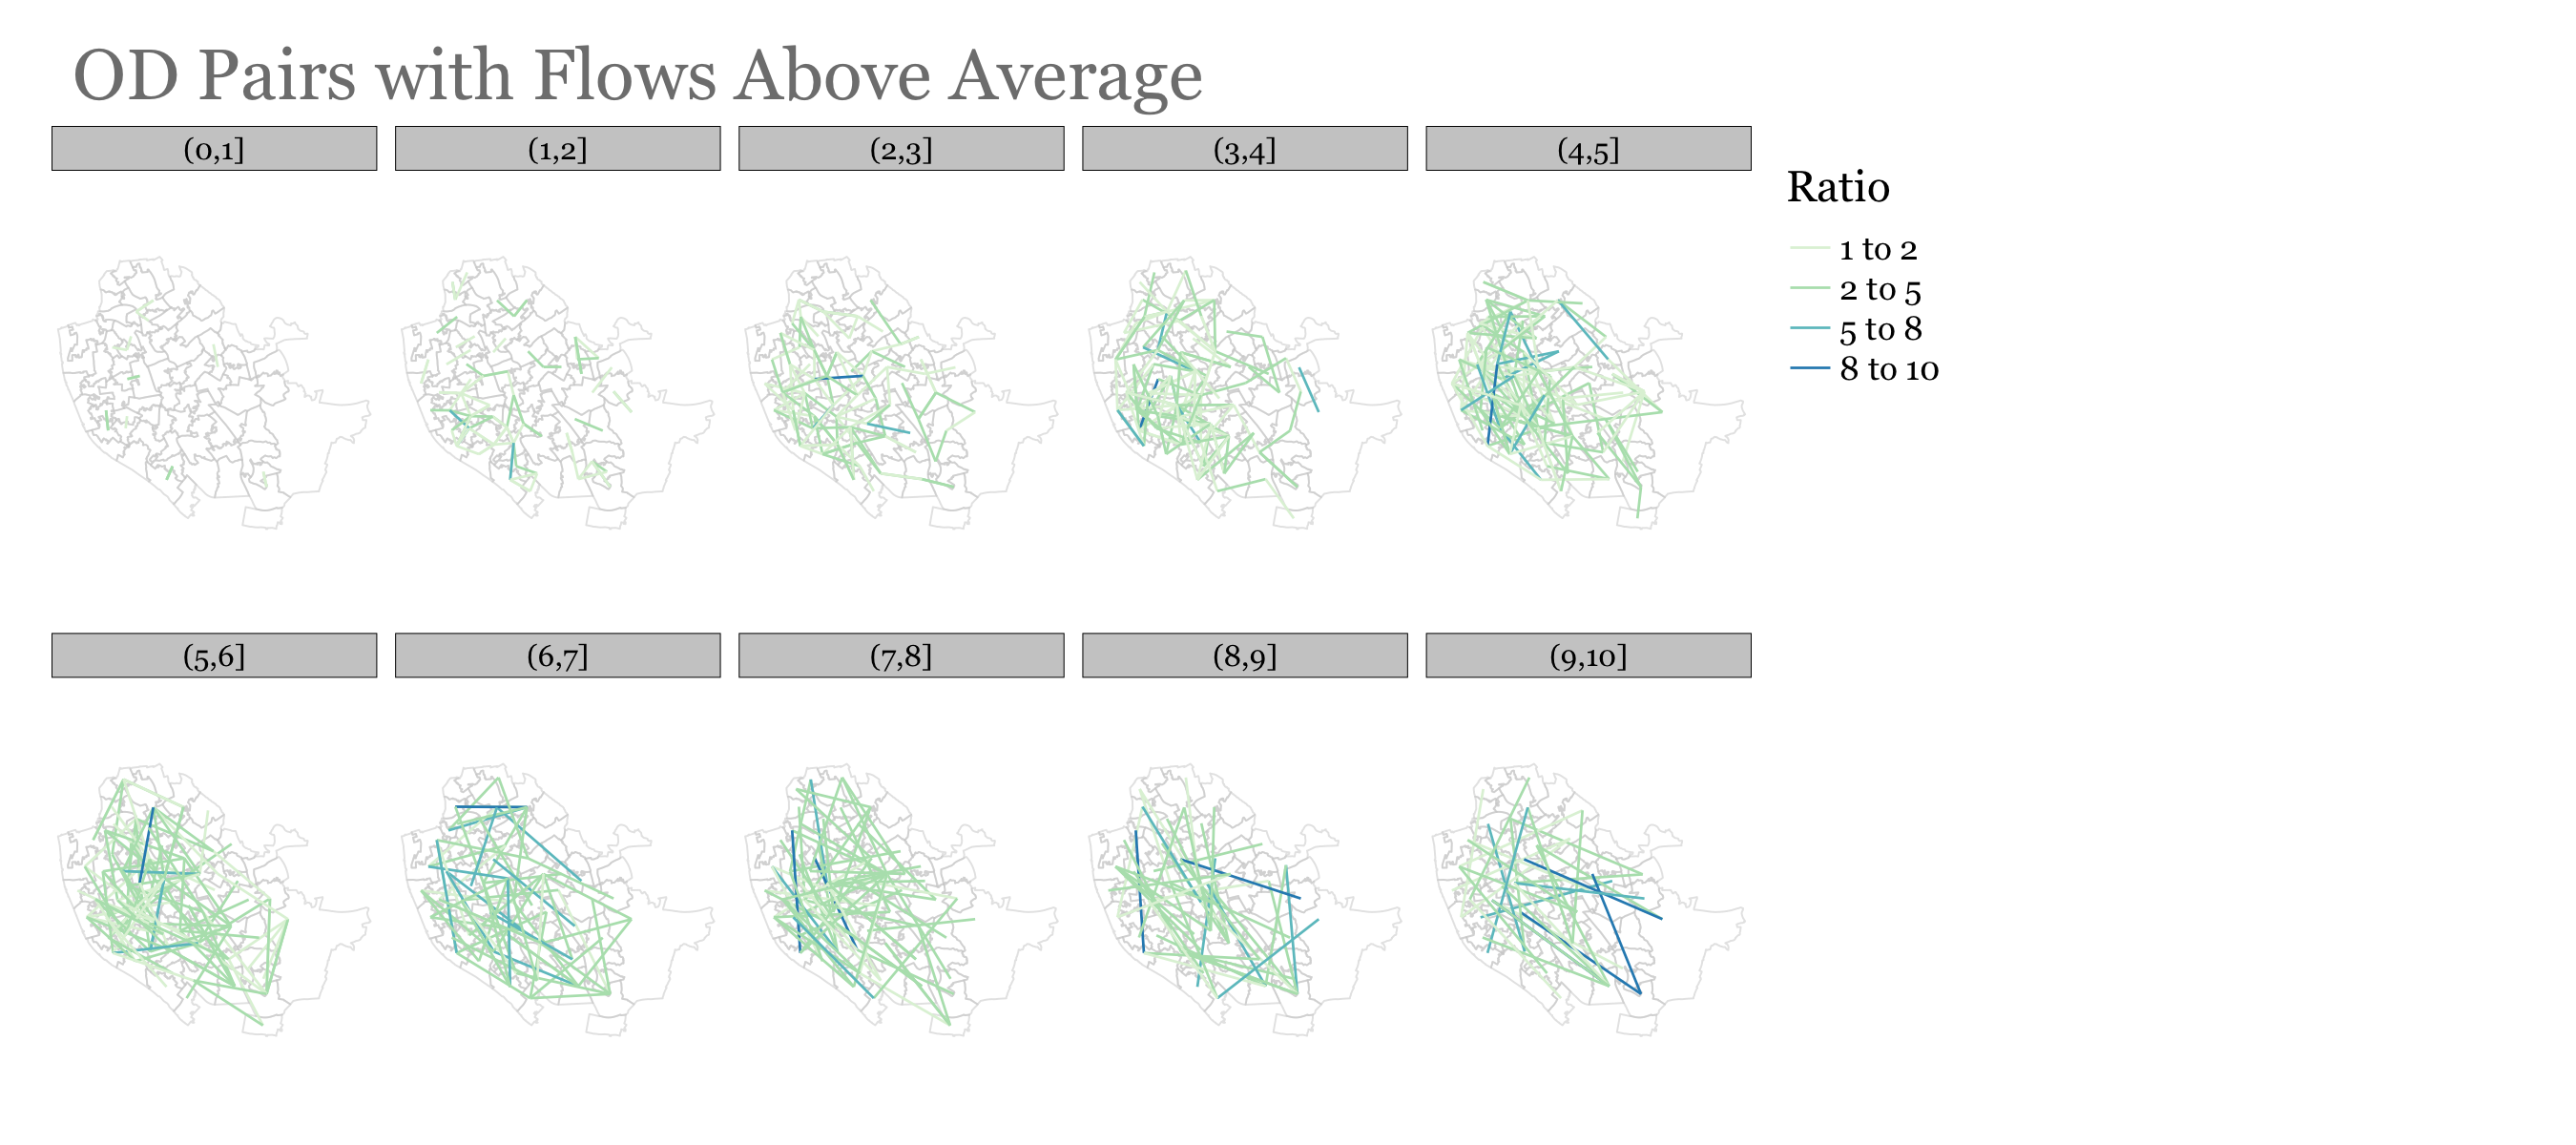 OD Pairs with Flows Above Average
(0,1]
(1,2]
(2,3]
(3,4]
(4,5]
Ratio
1 to 2
2 to 5
5 to 8
8 to 10
(5,6]
(6,7]
(7,8]
(8,9]
(9,10]